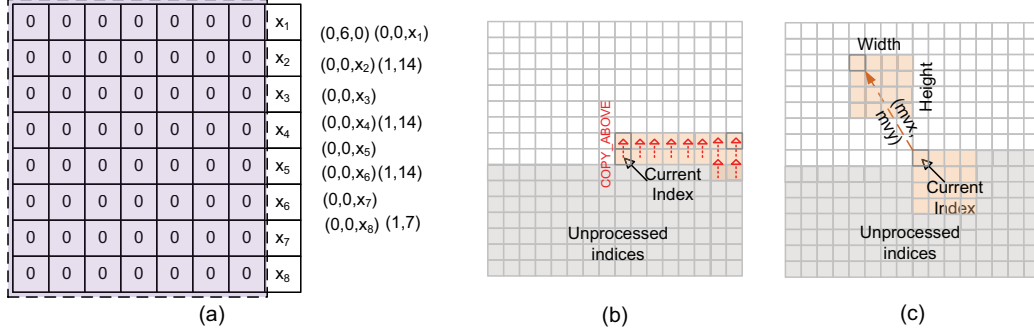 0 0 0 0 0 0 0 x1
0 0 0 0 0 0 0 x2
0 0 0 0 0 0 0 x3
0 0 0 0 0 0 0 x4
0 0 0 0 0 0 0 x5
0 0 0 0 0 0 0 x6
0 0 0 0 0 0 0 x7
0 0 0 0 0 0 0 x8
(0,6,0) (0,0,x1)
(0,0,x2) (1,14)
(0,0,x3)
(0,0,x4) (1,14)
(0,0,x5)
(0,0,x6) (1,14)
(0,0,x7)
(0,0,x8) (1,7)
(a)
COPY_ABOVE
Current
Index
Unprocessed
indices
(b)
Width
Height
(mvx,
mvy)
Current
Index
Unprocessed
indices
(c)